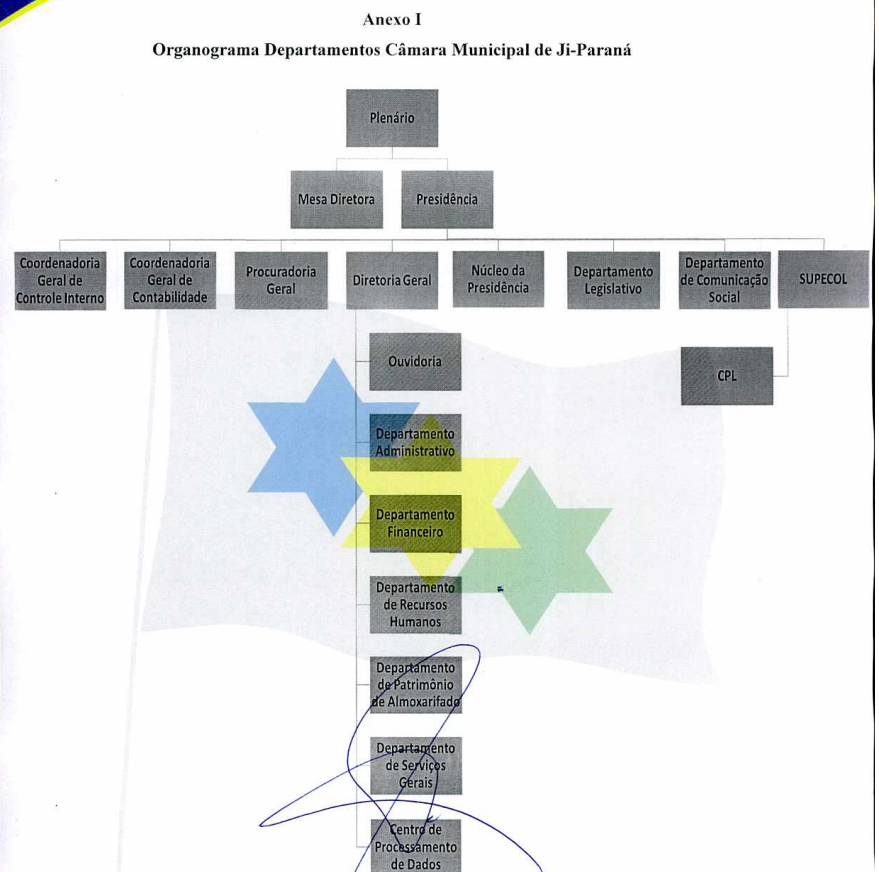 Anexo I
Organograma Departamentos Câmara Municipal de Ji-Paraná
Plenário
Mesa Diretora
Presidência
Coordenadoria
Geral de
Controle Interno
Coordenadoria
Geral de
Contabilidade
Procuradoria
Geral
Diretoria Geral
Núcleo da
Presidência
Departamento
Legislativo
Departamento
de Comunicação
Social
SUPECOL
Ouvidoria
CPL
Departamento
Administrativo
Departamento
Financeiro
Departamento
de Recursos
Humanos
Departamento
de Patrimônio
de Almoxarifado
Departamento
de Serviços
Gerais
Centro de
Processamento
de Dados